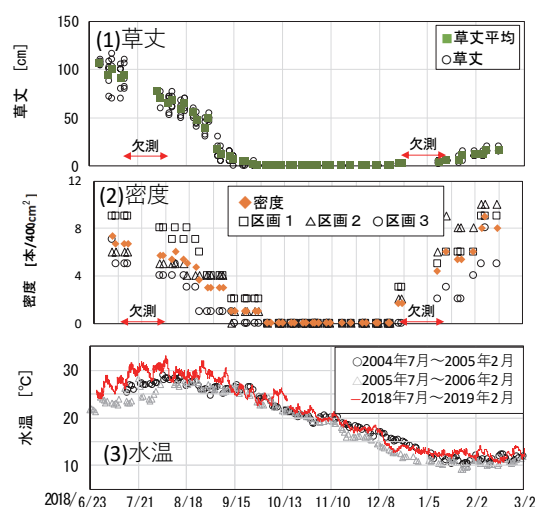 (1)草丈
草丈 [cm]
150
100
50
0
草丈平均
草丈
欠測
欠測
(2)密度
密度 [本/400cm²]
12
8
4
0
密度
区画1
区画2
区画3
欠測
欠測
(3)水温
水温 [℃]
30
20
10
2004年7月～2005年2月
2005年7月～2006年2月
2018年7月～2019年2月
2018/
6/23
7/21
8/18
9/15
10/13
11/10
12/8
1/5
2/2
3/2